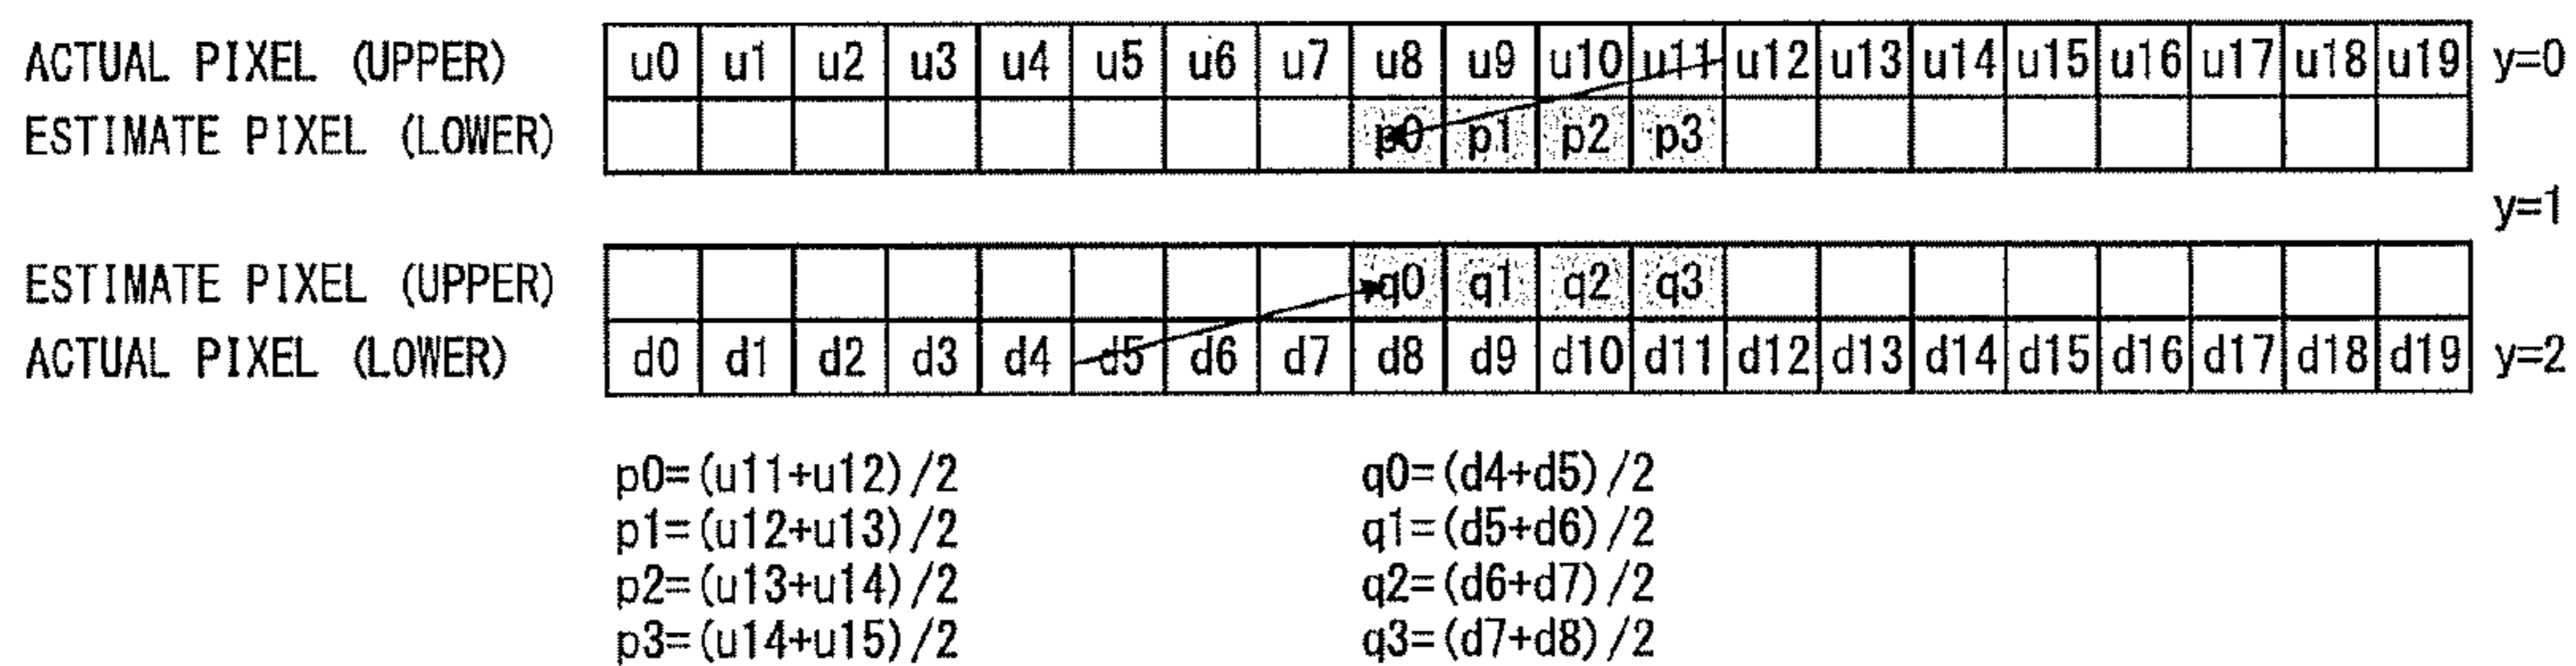 ACTUAL PIXEL (UPPER) u0 u1 u2 u3 u4 u5 u6 u7 u8 u9 u10 u11 u12 u13 u14 u15 u16 u17 u18 u19 y=0
ESTIMATE PIXEL (LOWER) p0 p1 p2 p3
y=1
ESTIMATE PIXEL (UPPER) q0 q1 q2 q3
ACTUAL PIXEL (LOWER) d0 d1 d2 d3 d4 d5 d6 d7 d8 d9 d10 d11 d12 d13 d14 d15 d16 d17 d18 d19 y=2
p0=(u11+u12)/2 q0=(d4+d5)/2
p1=(u12+u13)/2 q1=(d5+d6)/2
p2=(u13+u14)/2 q2=(d6+d7)/2
p3=(u14+u15)/2 q3=(d7+d8)/2